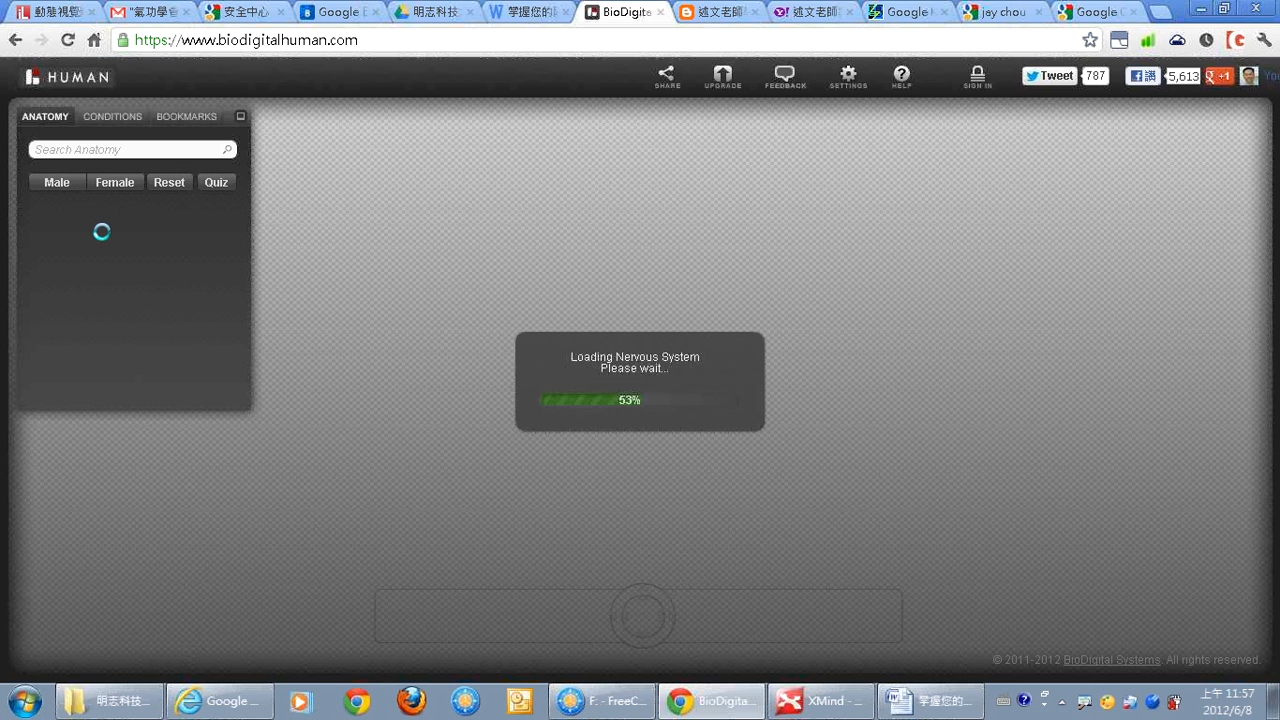 動態視覺
"氣功學會
安全中心
Google
明志科技
掌握您的
BioDigita
述文老師
述文老師
Google
jay chou
Google
https://www.biodigitalhuman.com
HUMAN
SHARE
UPGRADE
FEEDBACK
SETTINGS
HELP
SIGN IN
Tweet
787
讚
5,613
+1
You
ANATOMY
CONDITIONS
BOOKMARKS
Search Anatomy
Male
Female
Reset
Quiz
Loading Nervous System
Please wait...
53%
© 2011-2012 BioDigital Systems. All rights reserved.
明志科技...
Google ...
F: - FreeC...
BioDigita...
XMind - ...
掌握您的...
上午 11:57
2012/6/8